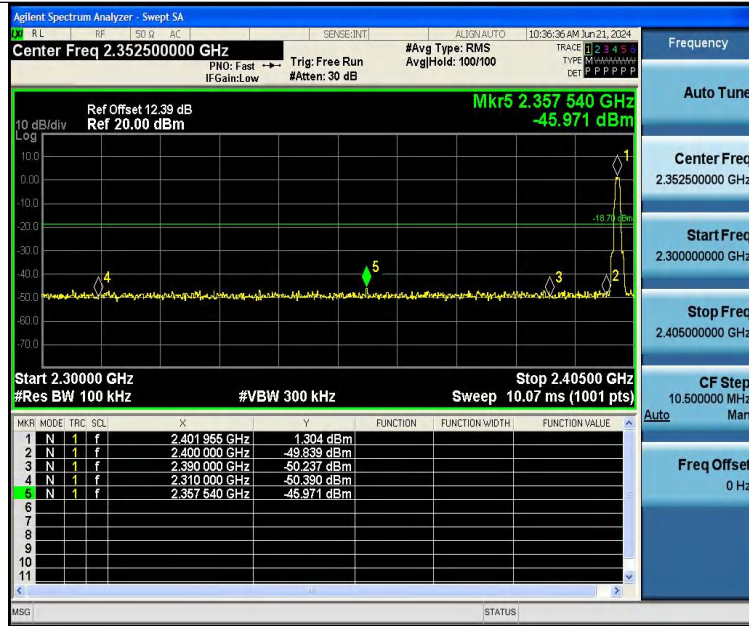 Agilent Spectrum Analyzer - Swept SA
LXI RL RF 50 Ω AC SENSE:INT ALIGN AUTO 10:36:36 AM Jun 21, 2024
Center Freq 2.352500000 GHz
PNO: Fast
IFGain:Low
Trig: Free Run
#Atten: 30 dB
#Avg Type: RMS
Avg|Hold: 100/100
TRACE 1 2 3 4 5 6
TYPE M
DET P P P P P P
Frequency
Auto Tune
Center Freq
2.352500000 GHz
Start Freq
2.300000000 GHz
Stop Freq
2.405000000 GHz
CF Step
10.500000 MHz
Auto Man
Freq Offset
0 Hz
Mkr5 2.357 540 GHz
-45.971 dBm
Ref Offset 12.39 dB
10 dB/div Ref 20.00 dBm
Log
10.0
0.00
-10.0
-20.0
-30.0
-40.0
-50.0
-60.0
-70.0
1
-18.70 dBm
4
5
3
2
Start 2.30000 GHz Stop 2.40500 GHz
#Res BW 100 kHz #VBW 300 kHz Sweep 10.07 ms (1001 pts)
MKR MODE TRC SCL X Y FUNCTION FUNCTION WIDTH FUNCTION VALUE
1 N 1 f 2.401 955 GHz 1.304 dBm
2 N 1 f 2.400 000 GHz -49.839 dBm
3 N 1 f 2.390 000 GHz -50.237 dBm
4 N 1 f 2.310 000 GHz -50.390 dBm
5 N 1 f 2.357 540 GHz -45.971 dBm
6
7
8
9
10
11
MSG STATUS